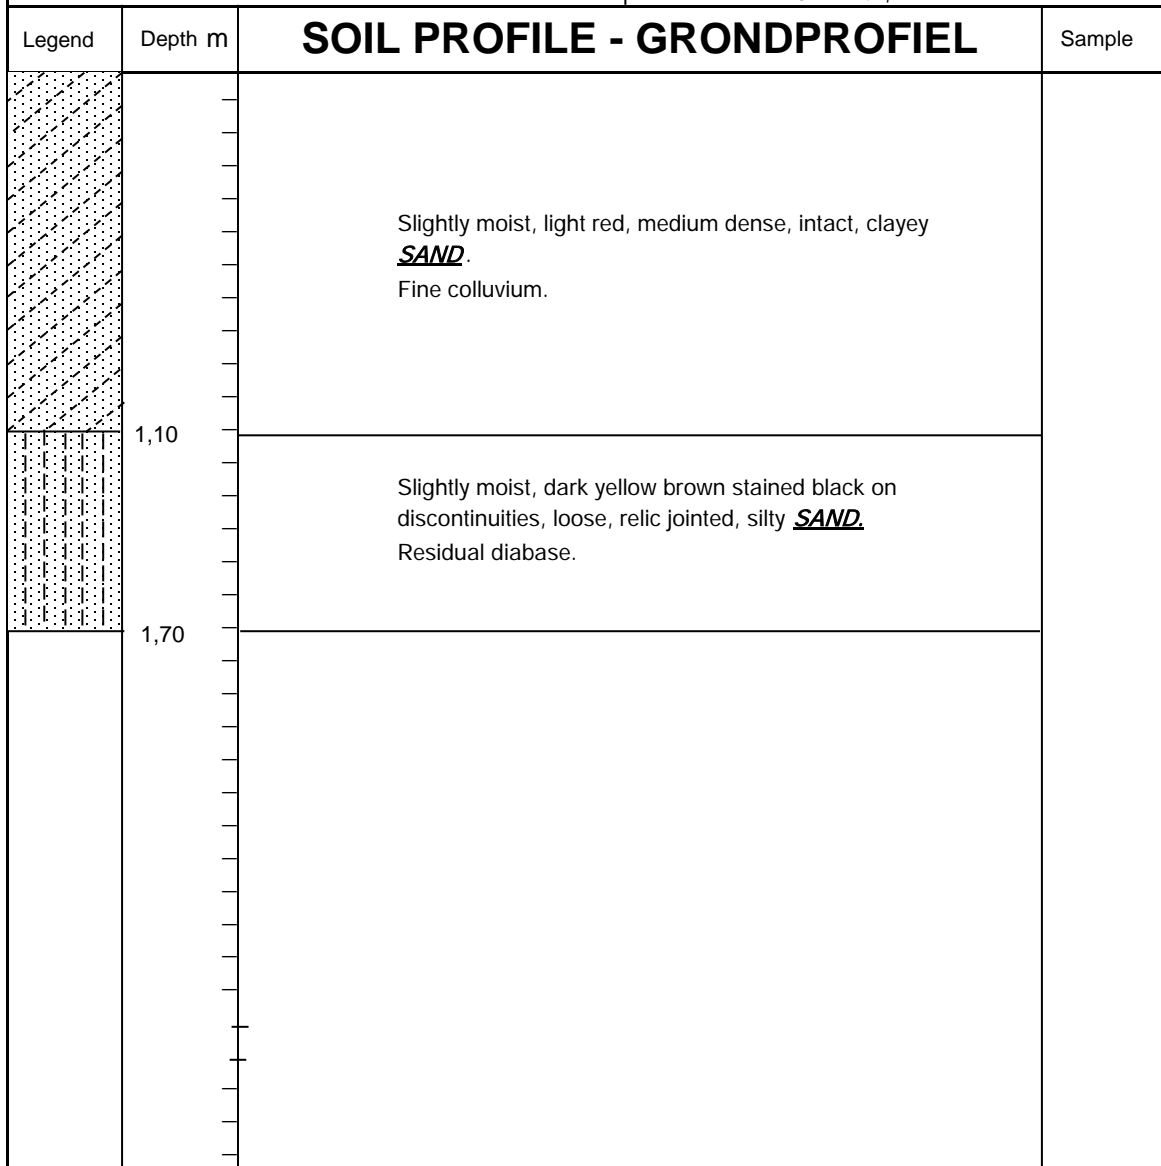 Legend
Depth m
SOIL PROFILE - GRONDPROFIEL
Sample
Slightly moist, light red, medium dense, intact, clayey
SAND.
Fine colluvium.
1,10
Slightly moist, dark yellow brown stained black on
discontinuities, loose, relic jointed, silty SAND.
Residual diabase.
1,70